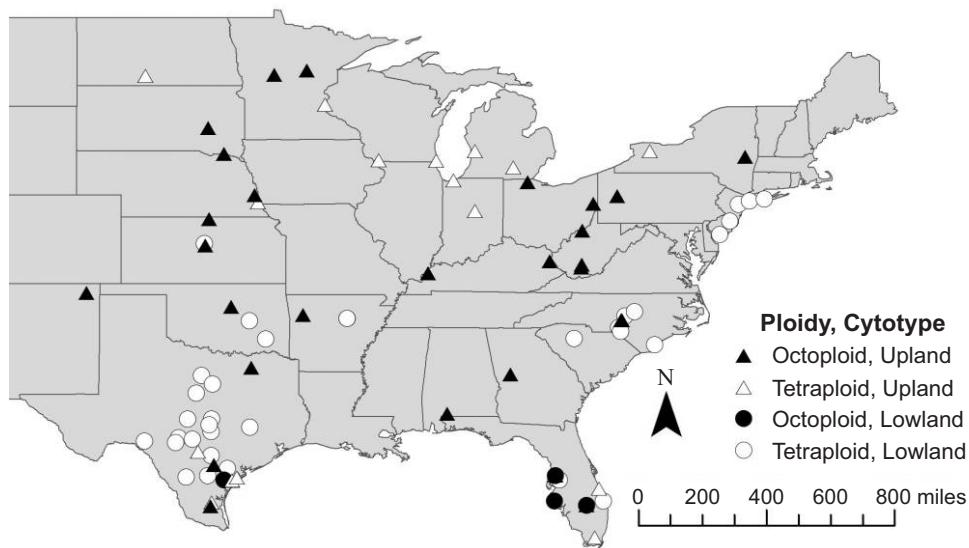 Ploidy, Cytotype
Octoploid, Upland
Tetraploid, Upland
Octoploid, Lowland
Tetraploid, Lowland
N
0 200 400 600 800 miles